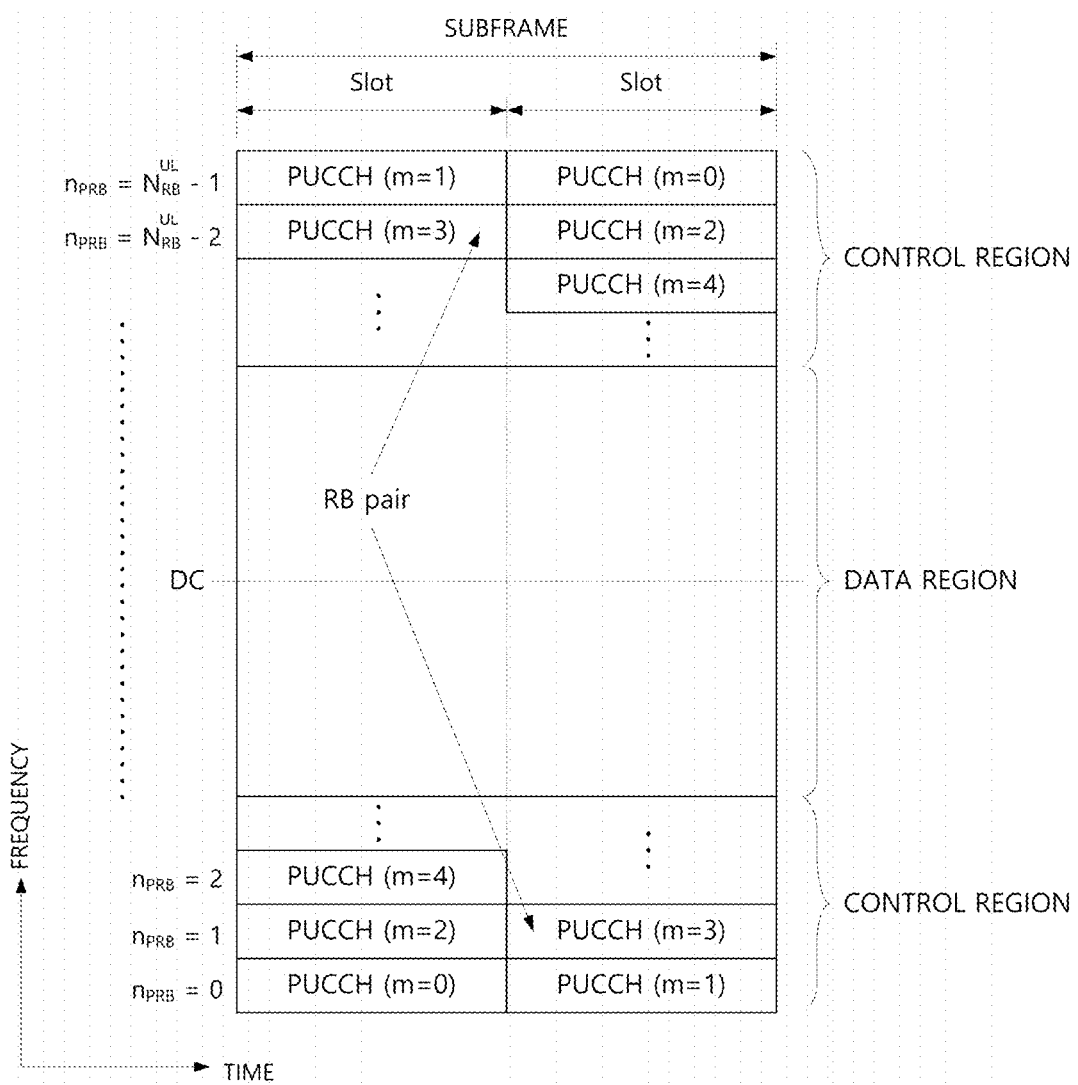 SUBFRAME
Slot Slot
n_PRB = N_RB^UL - 1 PUCCH (m=1) PUCCH (m=0)
n_PRB = N_RB^UL - 2 PUCCH (m=3) PUCCH (m=2)
CONTROL REGION
PUCCH (m=4)
RB pair
DC DATA REGION
FREQUENCY
n_PRB = 2 PUCCH (m=4)
CONTROL REGION
n_PRB = 1 PUCCH (m=2) PUCCH (m=3)
n_PRB = 0 PUCCH (m=0) PUCCH (m=1)
TIME